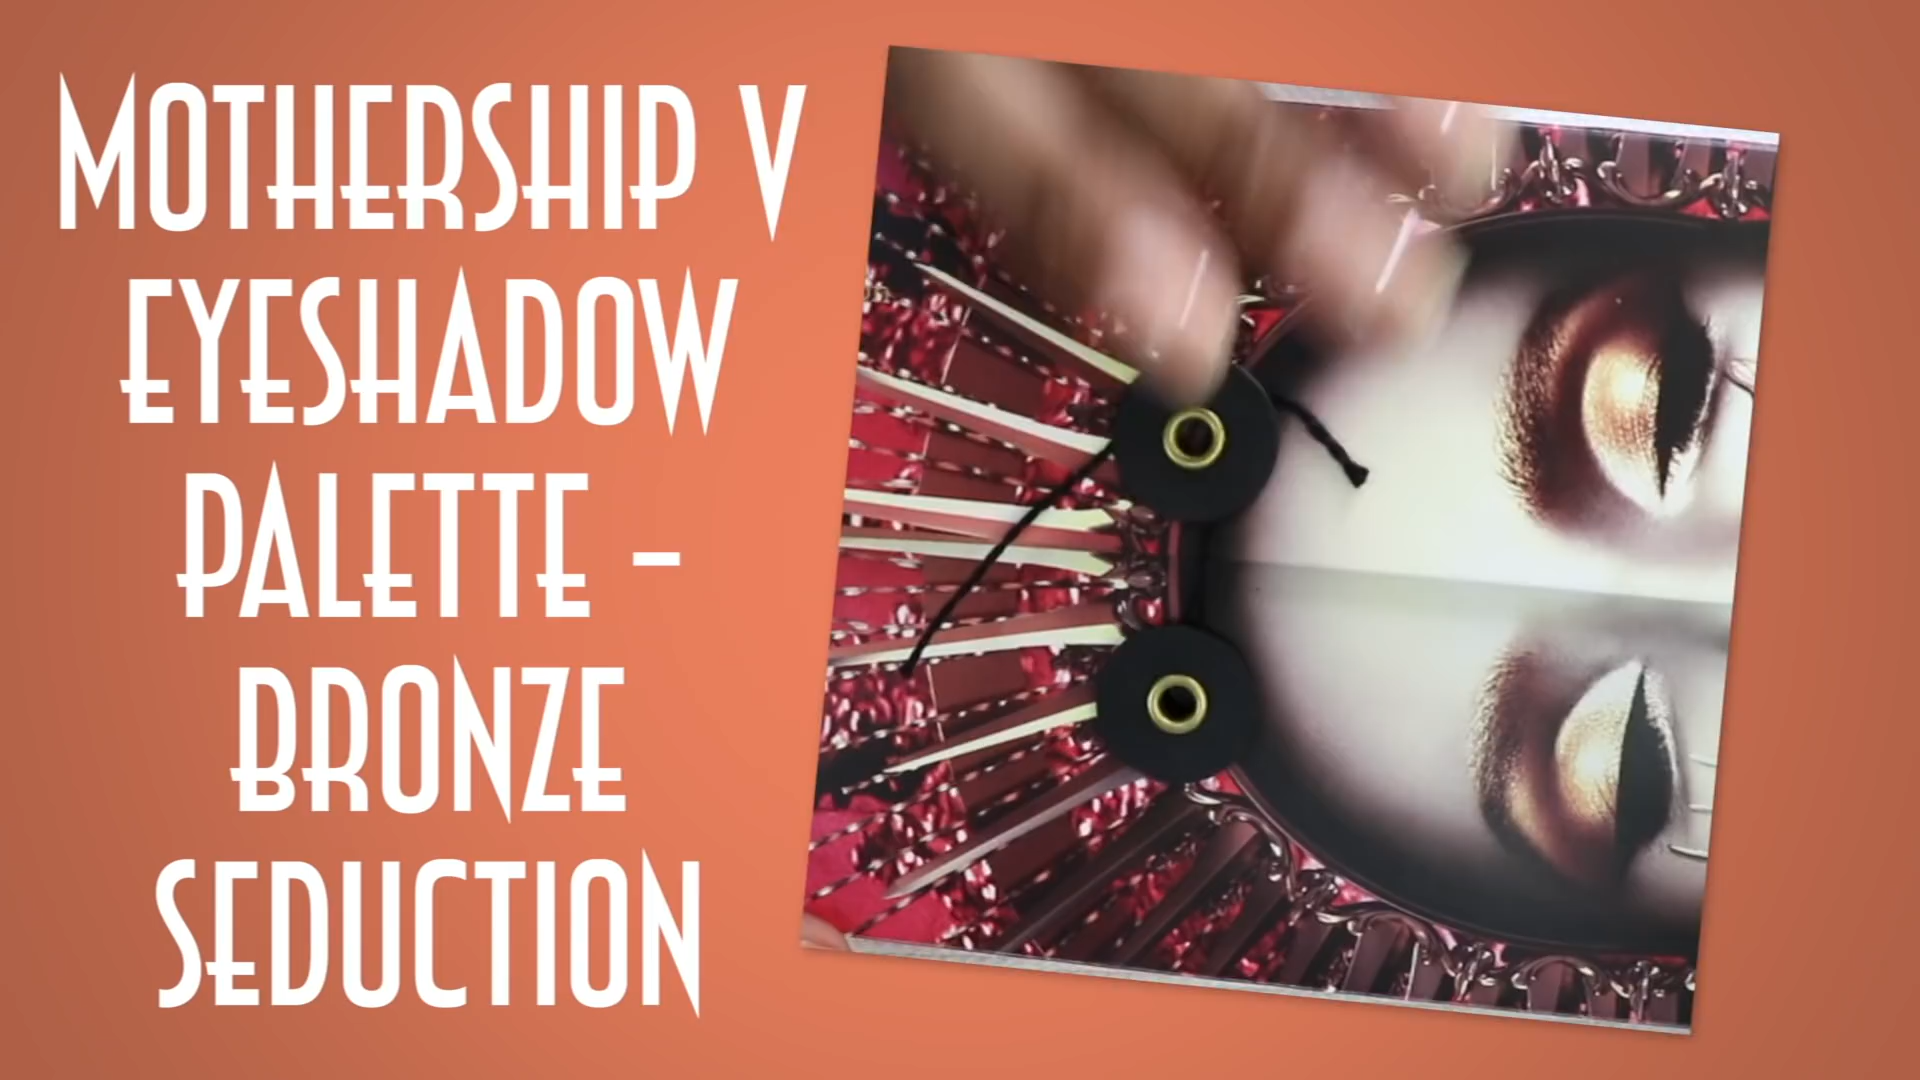 MOTHERSHIP V
EYESHADOW
PALETTE -
BRONZE
SEDUCTION